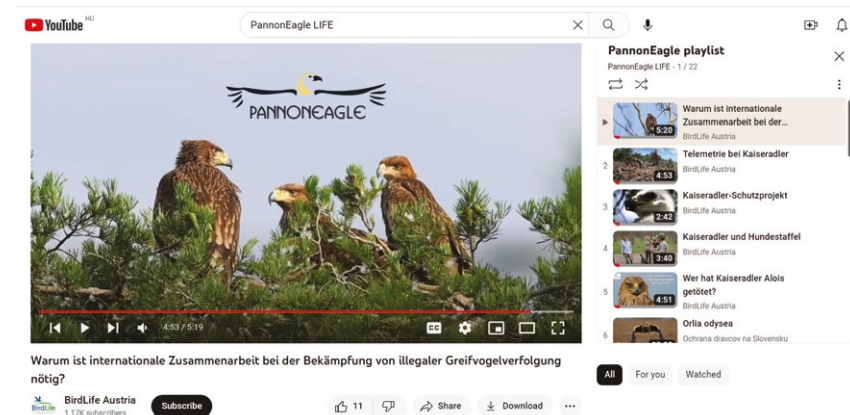 YouTube HU
PannonEagle LIFE
PANNONEAGLE
4:53 / 5:19
CC
Warum ist internationale Zusammenarbeit bei der Bekämpfung von illegaler Greifvogelverfolgung
nötig?
BirdLife
BirdLife Austria
1.17K subscribers
Subscribe
11
Share
Download
PannonEagle playlist
PannonEagle LIFE - 1 / 22
5:20
Warum ist internationale
Zusammenarbeit bei der...
BirdLife Austria
2
4:53
Telemetrie bei Kaiseradler
BirdLife Austria
3
2:42
Kaiseradler-Schutzprojekt
BirdLife Austria
4
3:40
Kaiseradler und Hundestaffel
BirdLife Austria
5
4:51
Wer hat Kaiseradler Alois
getötet?
BirdLife Austria
6
Orlia odysea
Ochrana dravcov na Slovensku
All
For you
Watched